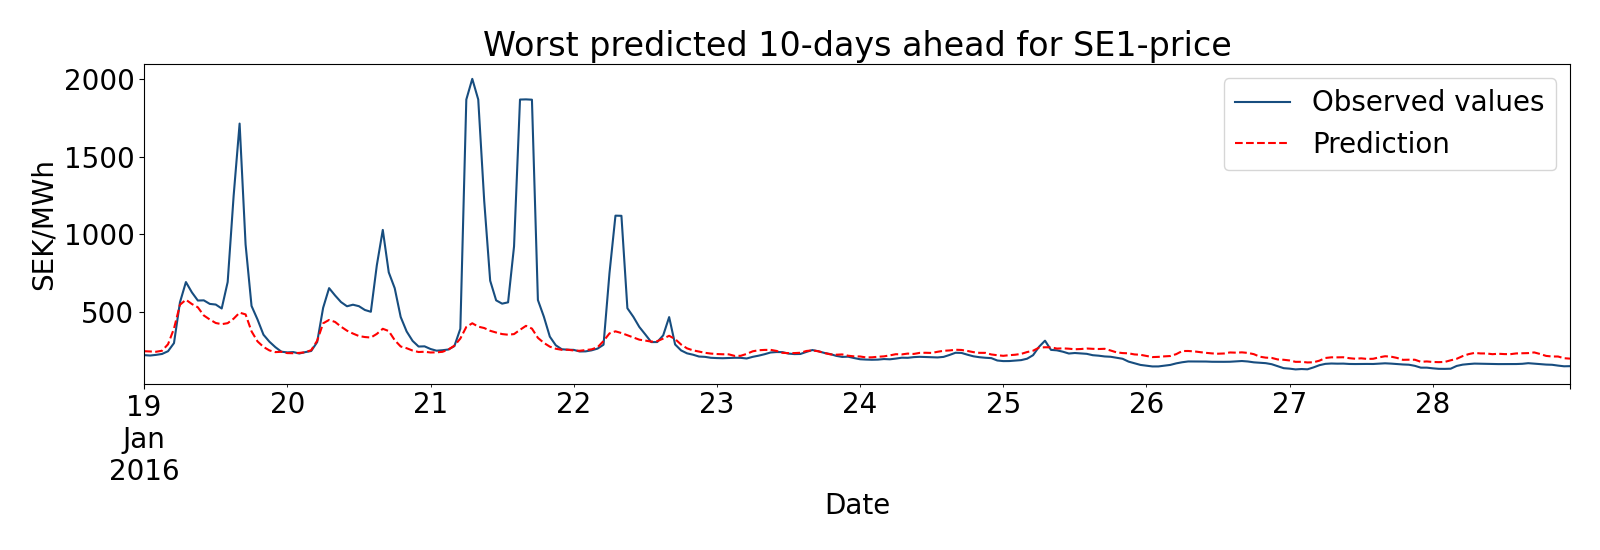 Worst predicted 10-days ahead for SE1-price
SEK/MWh
2000
1500
1000
500
Observed values
Prediction
19 20 21 22 23 24 25 26 27 28
Jan
2016
Date